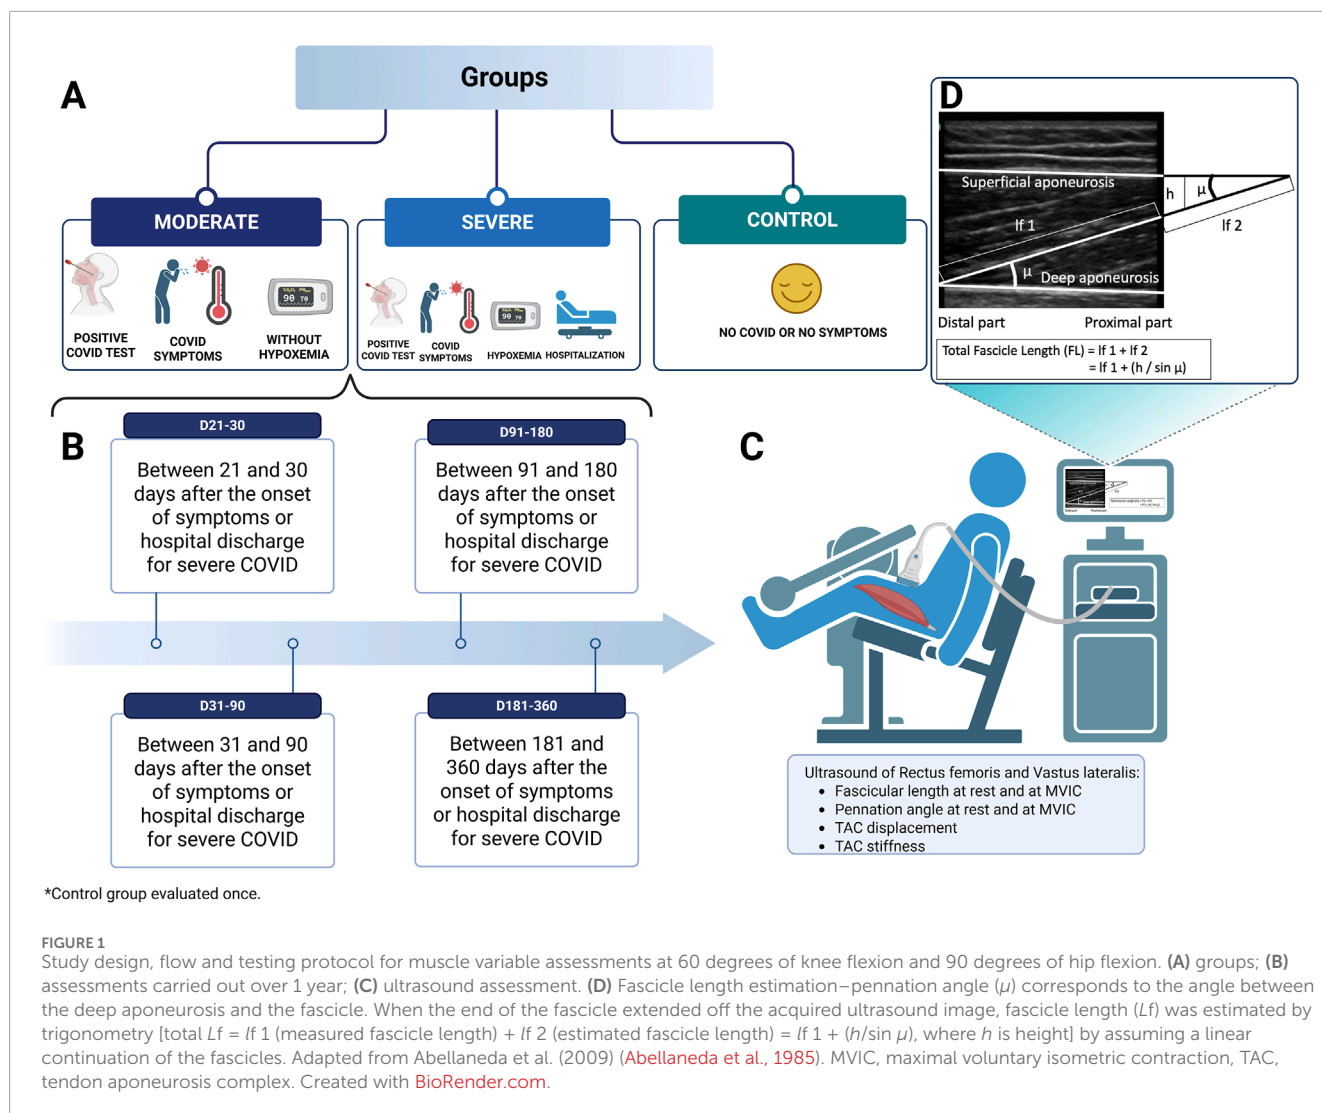 Groups
A
MODERATE
POSITIVE
COVID TEST
COVID
SYMPTOMS
%SpO₂ PRbpm
90 70
WITHOUT
HYPOXEMIA
SEVERE
POSITIVE
COVID TEST
COVID
SYMPTOMS
90 70
HYPOXEMIA
HOSPITALIZATION
CONTROL
NO COVID OR NO SYMPTOMS
D
Superficial aponeurosis
h
μ
lf 1
lf 2
μ
Deep aponeurosis
Distal part
Proximal part
Total Fascicle Length (FL) = lf 1 + lf 2
= lf 1 + (h / sin μ)
B
D21-30
Between 21 and 30
days after the onset
of symptoms or
hospital discharge
for severe COVID
D91-180
Between 91 and 180
days after the onset
of symptoms or
hospital discharge
for severe COVID
D31-90
Between 31 and 90
days after the onset
of symptoms or
hospital discharge
for severe COVID
D181-360
Between 181 and
360 days after the
onset of symptoms
or hospital discharge
for severe COVID
*Control group evaluated once.
C
Ultrasound of Rectus femoris and Vastus lateralis:
• Fascicular length at rest and at MVIC
• Pennation angle at rest and at MVIC
• TAC displacement
• TAC stiffness
FIGURE 1
Study design, flow and testing protocol for muscle variable assessments at 60 degrees of knee flexion and 90 degrees of hip flexion. (A) groups; (B)
assessments carried out over 1 year; (C) ultrasound assessment. (D) Fascicle length estimation–pennation angle (μ) corresponds to the angle between
the deep aponeurosis and the fascicle. When the end of the fascicle extended off the acquired ultrasound image, fascicle length (Lf) was estimated by
trigonometry [total Lf = lf 1 (measured fascicle length) + lf 2 (estimated fascicle length) = lf 1 + (h/sin μ), where h is height] by assuming a linear
continuation of the fascicles. Adapted from Abellaneda et al. (2009) (Abellaneda et al., 1985). MVIC, maximal voluntary isometric contraction, TAC,
tendon aponeurosis complex. Created with BioRender.com.